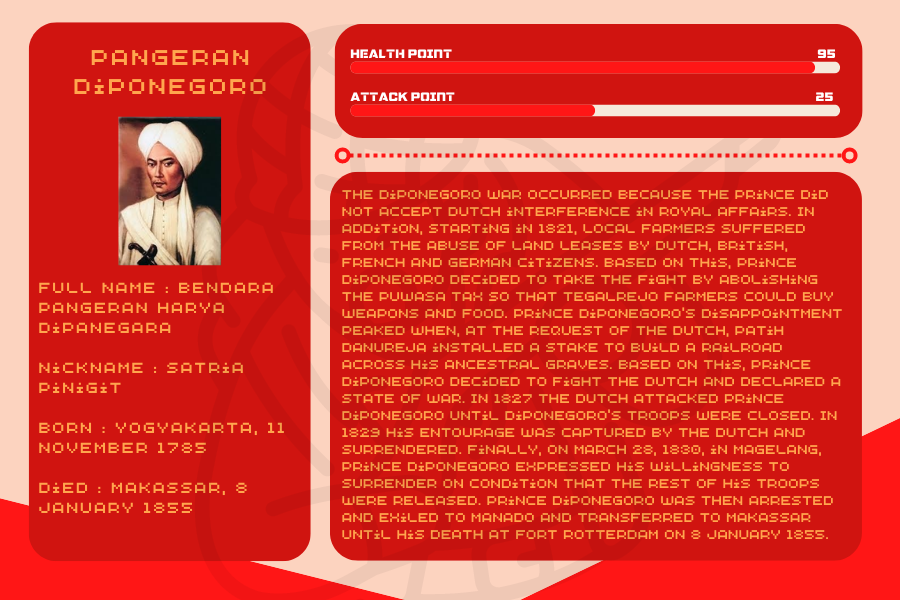 PANGERAN
DiPONEGORO
FULL NAME : BENDARA
PANGERAN HARYA
DiPANEGARA
NiCKNAME : SATRiA
PiNiGiT
BORN : YOGYAKARTA, 11
NOVEMBER 1785
DiED : MAKASSAR, 8
JANUARY 1855
HEALTH POINT 95
ATTACK POINT 25
THE DiPONEGORO WAR OCCURRED BECAUSE THE PRiNCE DiD
NOT ACCEPT DUTCH iNTERFERENCE iN ROYAL AFFAiRS. IN
ADDiTiON, STARTiNG iN 1821, LOCAL FARMERS SUFFERED
FROM THE ABUSE OF LAND LEASES BY DUTCH, BRiTiSH,
FRENCH AND GERMAN CiTiZENS. BASED ON THiS, PRiNCE
DiPONEGORO DECiDED TO TAKE THE FiGHT BY ABOLiSHiNG
THE PUWASA TAX SO THAT TEGALREJO FARMERS COULD BUY
WEAPONS AND FOOD. PRiNCE DiPONEGORO'S DiSAPPOiNTMENT
PEAKED WHEN, AT THE REQUEST OF THE DUTCH, PATiH
DANUREJA iNSTALLED A STAKE TO BUiLD A RAiLROAD
ACROSS HiS ANCESTRAL GRAVES. BASED ON THiS, PRiNCE
DiPONEGORO DECiDED TO FiGHT THE DUTCH AND DECLARED A
STATE OF WAR. IN 1827 THE DUTCH ATTACKED PRiNCE
DiPONEGORO UNTiL DiPONEGORO'S TROOPS WERE CLOSED. IN
1829 HiS ENTOURAGE WAS CAPTURED BY THE DUTCH AND
SURRENDERED. FiNALLY, ON MARCH 28, 1830, iN MAGELANG,
PRiNCE DiPONEGORO EXPRESSED HiS WiLLiNGNESS TO
SURRENDER ON CONDiTiON THAT THE REST OF HiS TROOPS
WERE RELEASED. PRiNCE DiPONEGORO WAS THEN ARRESTED
AND EXiLED TO MANADO AND TRANSFERRED TO MAKASSAR
UNTiL HiS DEATH AT FORT ROTTERDAM ON 8 JANUARY 1855.